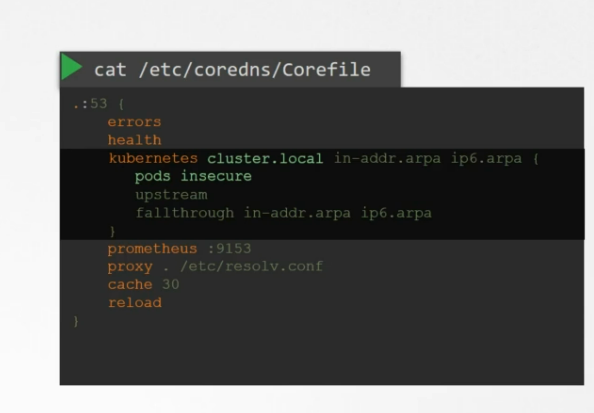 cat /etc/coredns/Corefile
.:53 {
errors
health
kubernetes cluster.local in-addr.arpa ip6.arpa {
pods insecure
upstream
fallthrough in-addr.arpa ip6.arpa
}
prometheus :9153
proxy . /etc/resolv.conf
cache 30
reload
}